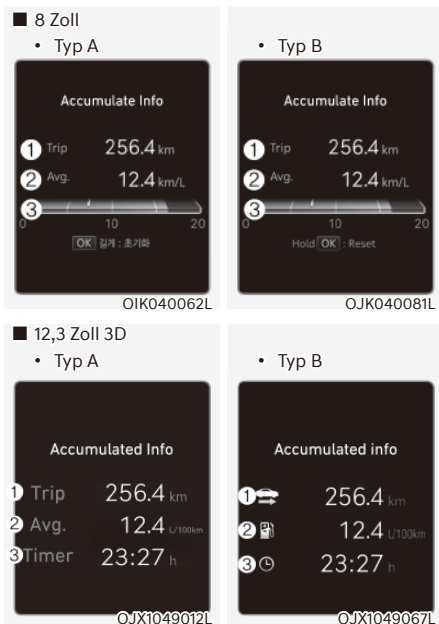 ■ 8 Zoll
• Typ A
Accumulate Info
① Trip 256.4 km
② Avg. 12.4 km/L
③
0 10 20
OK 길게 : 초기화
OIK040062L
• Typ B
Accumulate Info
① Trip 256.4 km
② Avg. 12.4 km/L
③
0 10 20
Hold OK : Reset
OJK040081L
■ 12,3 Zoll 3D
• Typ A
Accumulated Info
① Trip 256.4 km
② Avg. 12.4 L/100km
③ Timer 23:27 h
OJX1049012L
• Typ B
Accumulated info
① 256.4 km
② 12.4 L/100km
③ 23:27 h
OJX1049067L